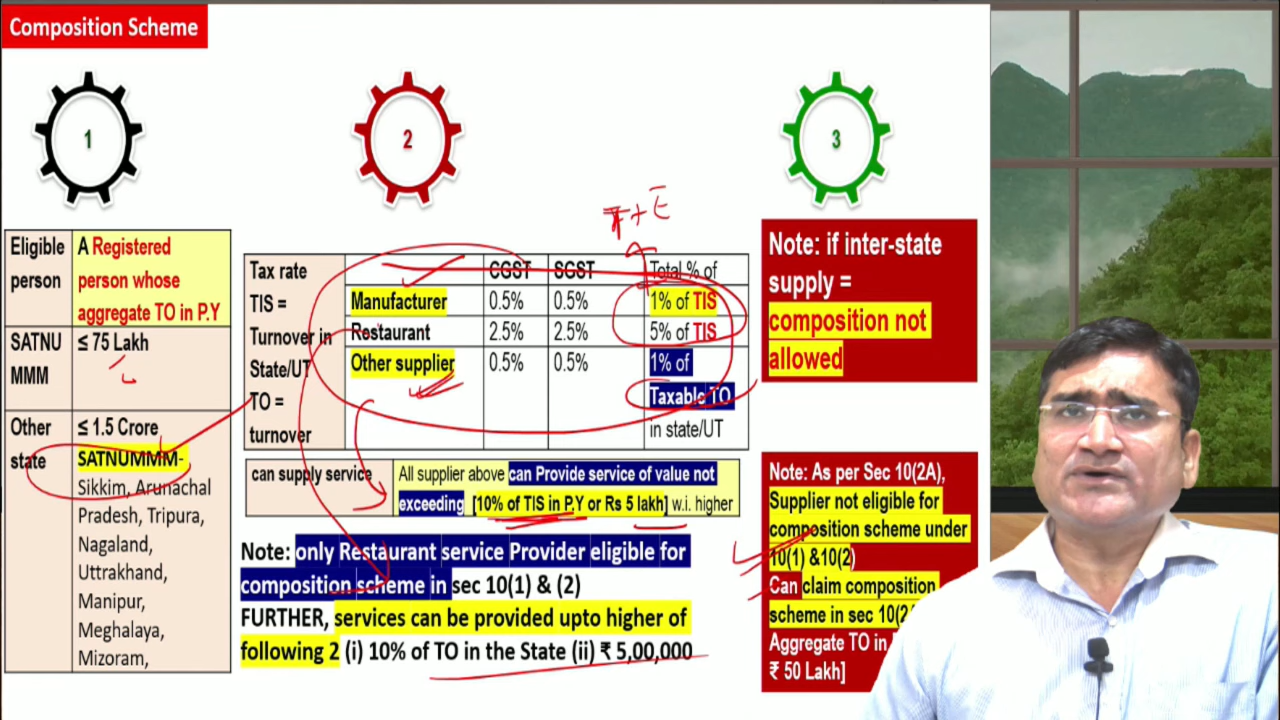 Composition Scheme
1
2
3
Eligible person
A Registered person whose aggregate TO in P.Y
SATNU MMM
≤ 75 Lakh
Other state
≤ 1.5 Crore
SATNUMMM-
Sikkim, Arunachal
Pradesh, Tripura,
Nagaland,
Uttrakhand,
Manipur,
Meghalaya,
Mizoram,
T + E
Tax rate
TIS =
Turnover in
State/UT
TO =
turnover
CGST SGST Total % of
Manufacturer 0.5% 0.5% 1% of TIS
Restaurant 2.5% 2.5% 5% of TIS
Other supplier 0.5% 0.5% 1% of
Taxable TO
in state/UT
can supply service
All supplier above can Provide service of value not
exceeding [10% of TIS in P.Y or Rs 5 lakh] w.i. higher
Note: only Restaurant service Provider eligible for
composition scheme in sec 10(1) & (2)
FURTHER, services can be provided upto higher of
following 2 (i) 10% of TO in the State (ii) ₹ 5,00,000
Note: if inter-state
supply =
composition not
allowed
Note: As per Sec 10(2A),
Supplier not eligible for
composition scheme under
10(1) &10(2)
Can claim composition
scheme in sec 10(2
Aggregate TO in
₹ 50 Lakh]